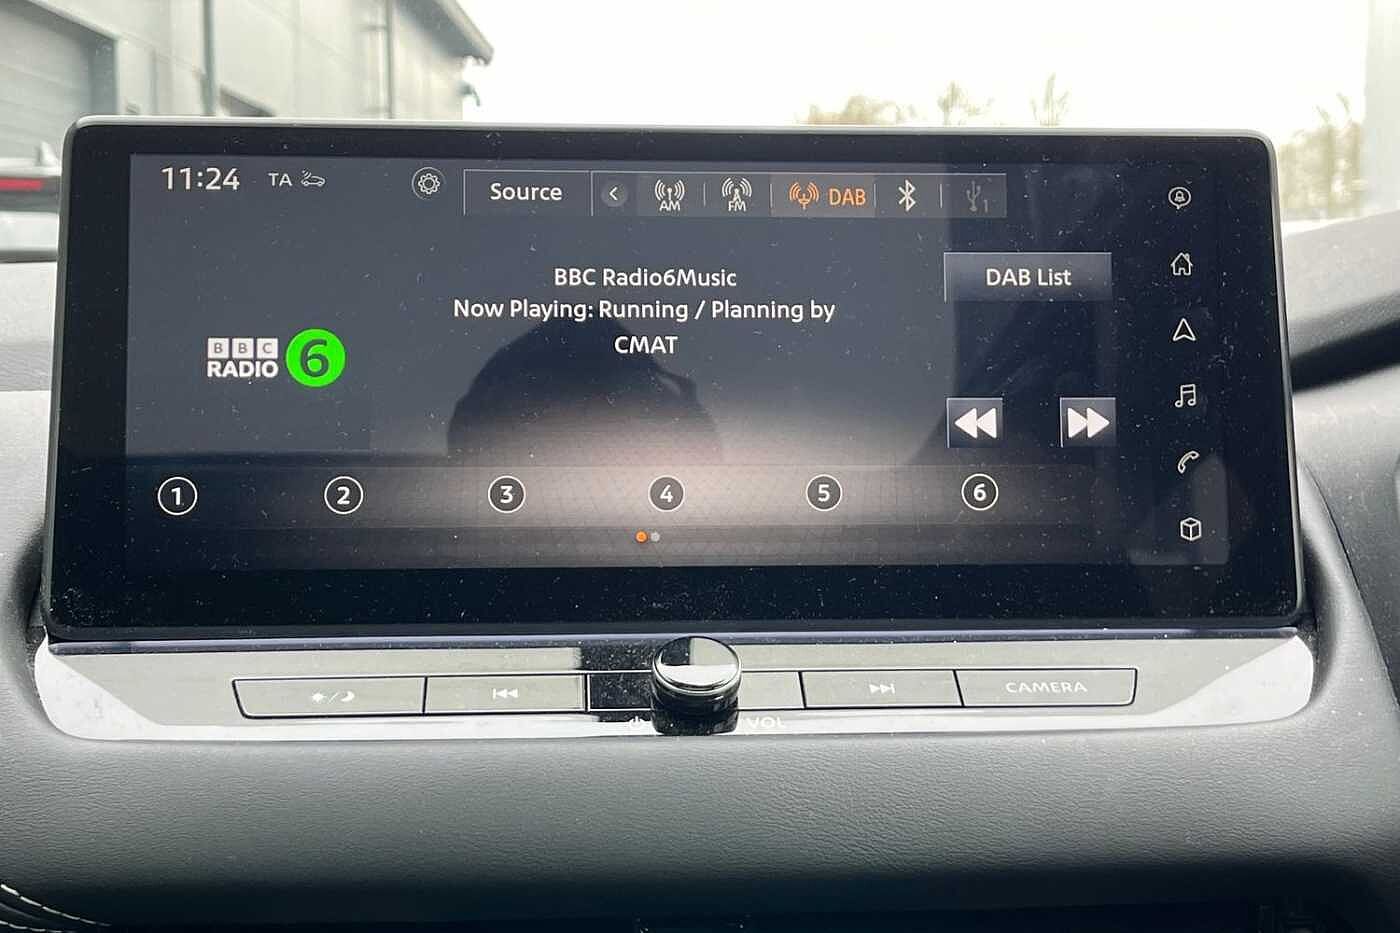 11:24 TA Source AM FM DAB 1
BBC Radio6Music DAB List
Now Playing: Running / Planning by
CMAT
BBC
RADIO 6
1 2 3 4 5 6
CAMERA
VOL